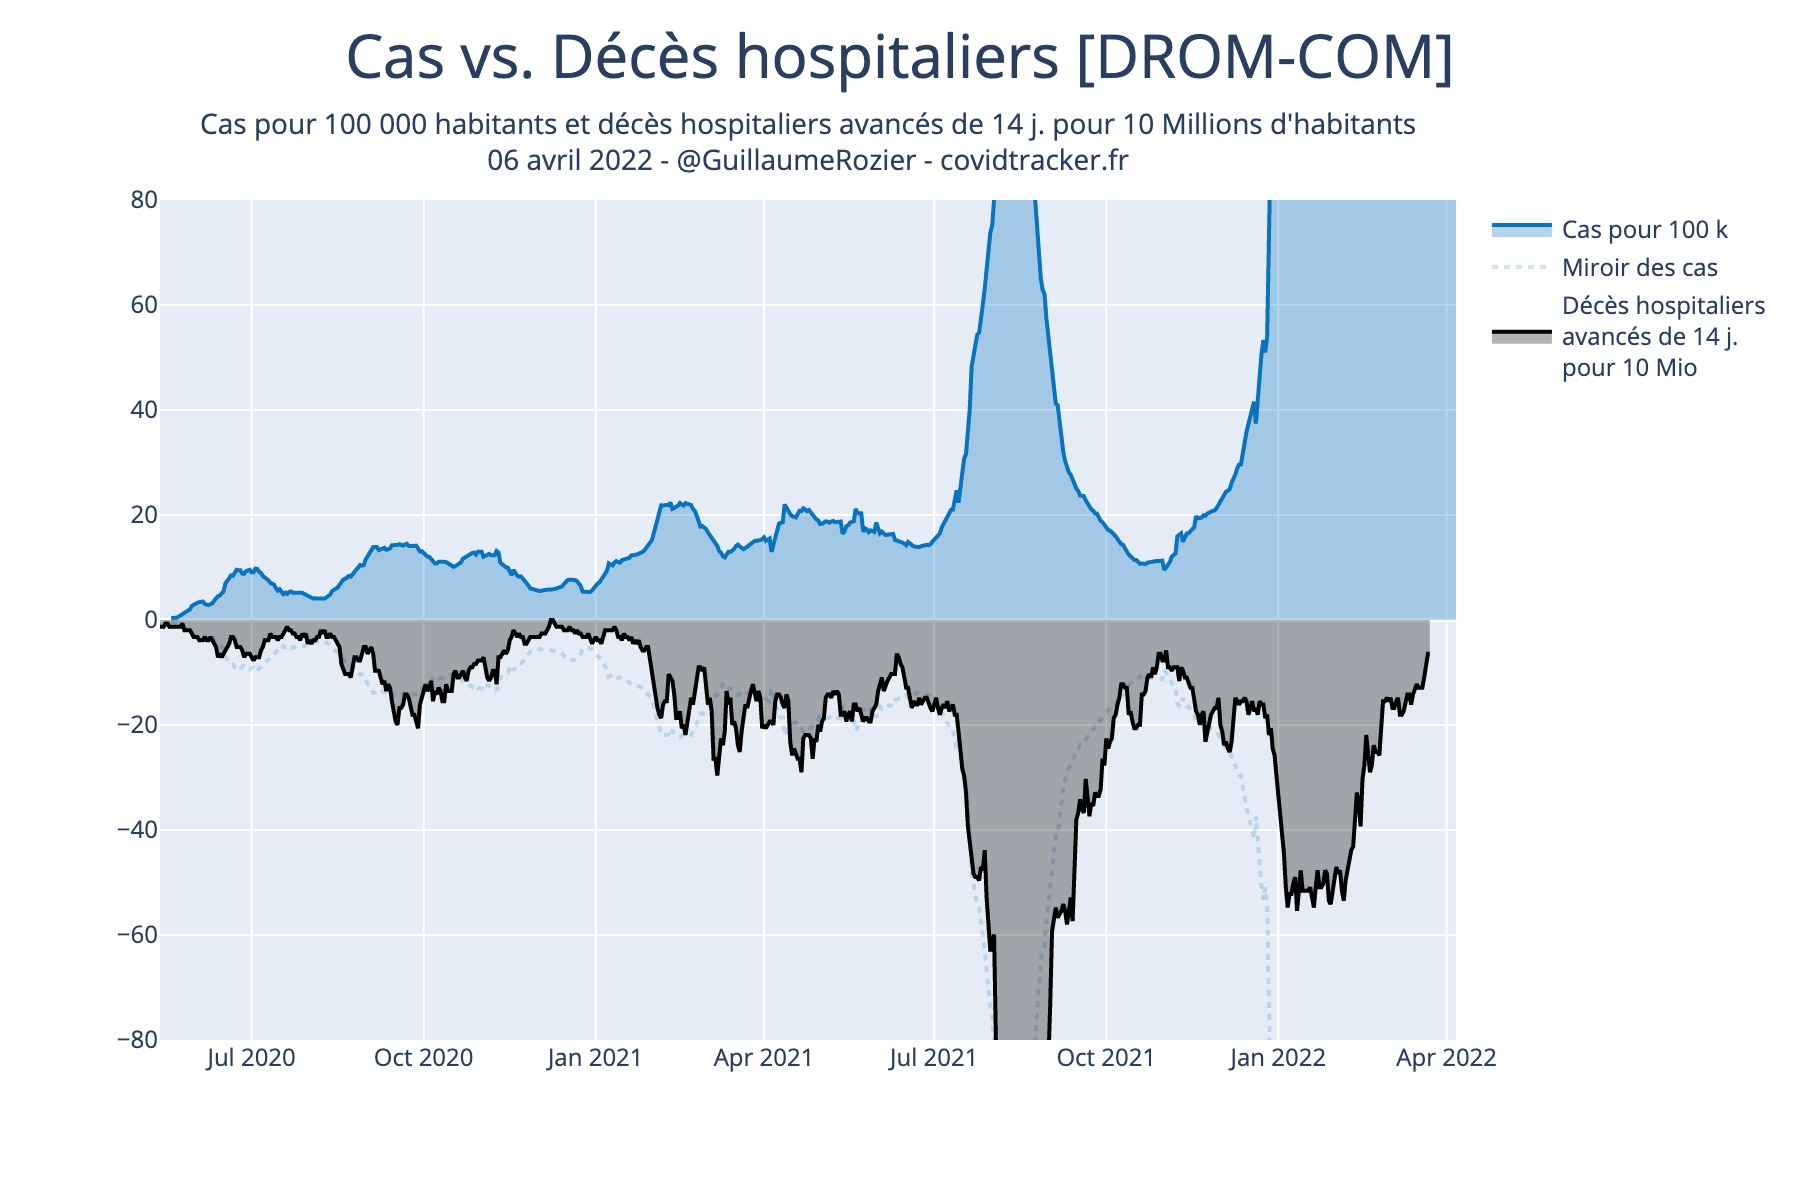 Cas vs. Décès hospitaliers [DROM-COM]
Cas pour 100 000 habitants et décès hospitaliers avancés de 14 j. pour 10 Millions d'habitants
06 avril 2022 - @GuillaumeRozier - covidtracker.fr
80
60
40
20
0
−20
−40
−60
−80
Jul 2020
Oct 2020
Jan 2021
Apr 2021
Jul 2021
Oct 2021
Jan 2022
Apr 2022
Cas pour 100 k
Miroir des cas
Décès hospitaliers
avancés de 14 j.
pour 10 Mio